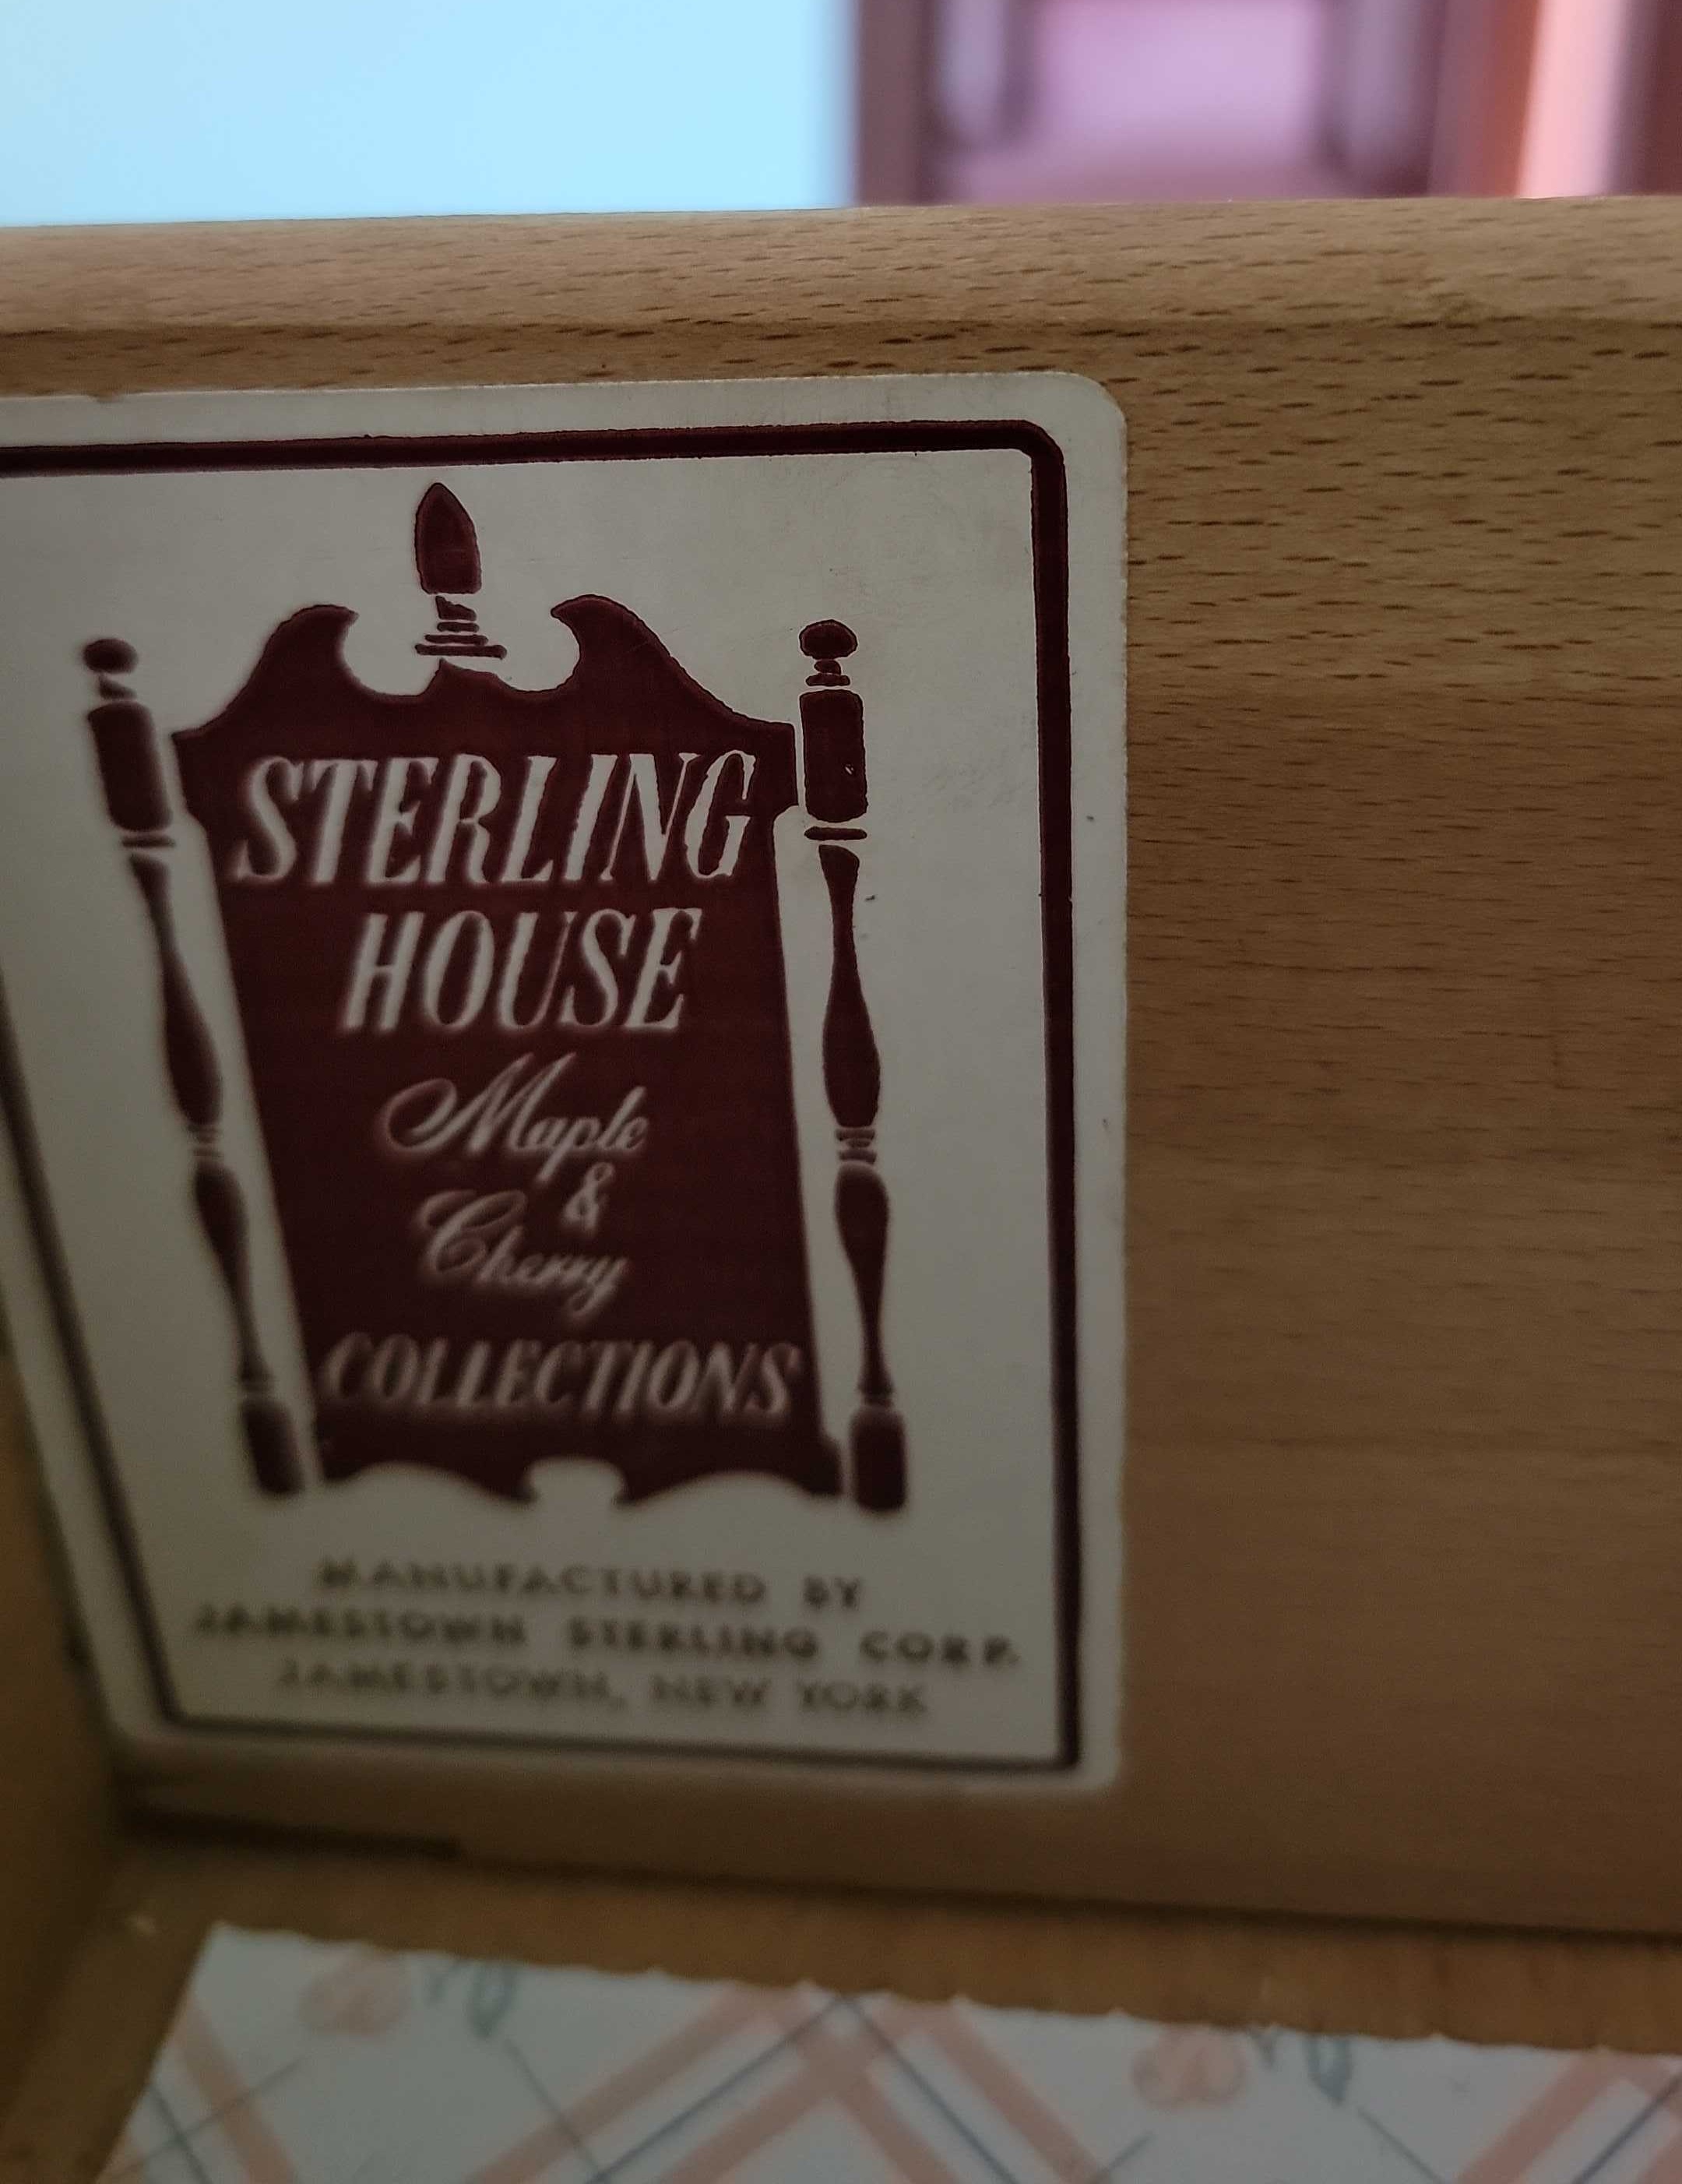 STERLING
HOUSE
Maple
&
Cherry
COLLECTIONS
MANUFACTURED BY
JAMESTOWN STERLING CORP.
JAMESTOWN, NEW YORK